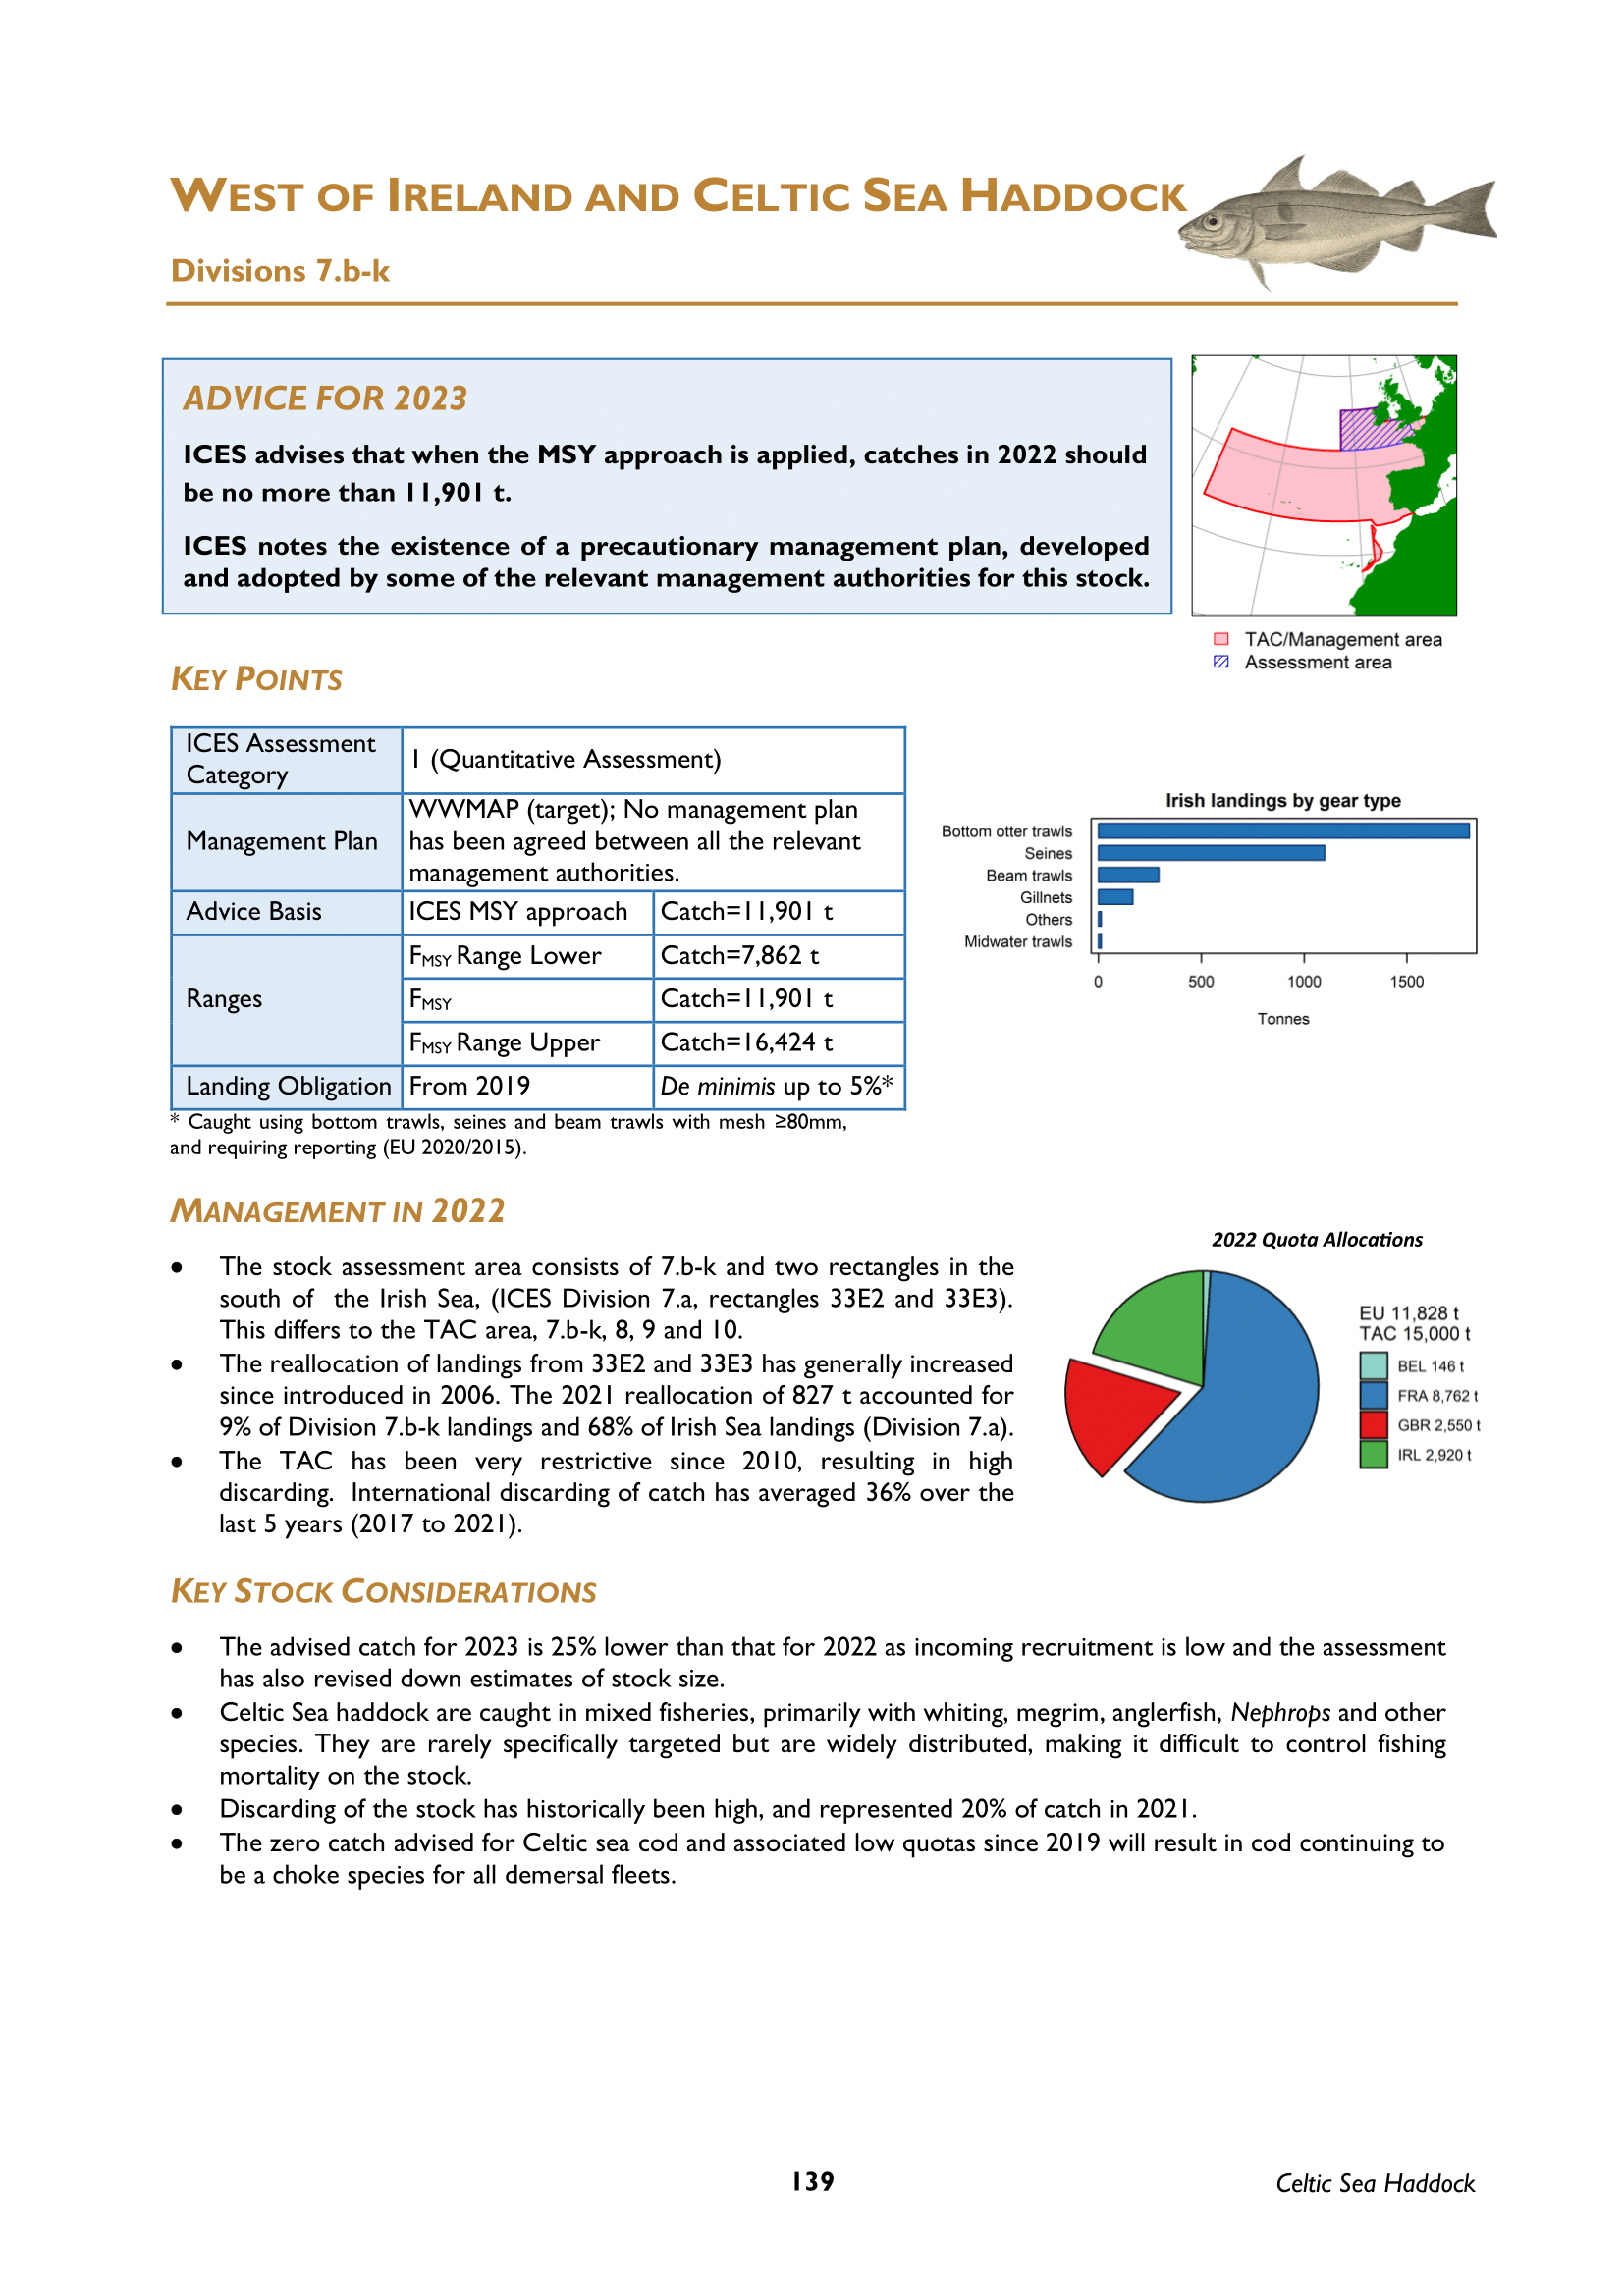 WEST OF IRELAND AND CELTIC SEA HADDOCK
Divisions 7.b-k
ADVICE FOR 2023
ICES advises that when the MSY approach is applied, catches in 2022 should
be no more than 11,901 t.
ICES notes the existence of a precautionary management plan, developed
and adopted by some of the relevant management authorities for this stock.
TAC/Management area
Assessment area
KEY POINTS
ICES Assessment
Category
1 (Quantitative Assessment)
Management Plan
WWMAP (target); No management plan
has been agreed between all the relevant
management authorities.
Advice Basis
ICES MSY approach
Catch=11,901 t
Ranges
FMSY Range Lower
Catch=7,862 t
FMSY
Catch=11,901 t
FMSY Range Upper
Catch=16,424 t
Landing Obligation
From 2019
De minimis up to 5%*
* Caught using bottom trawls, seines and beam trawls with mesh ≥80mm,
and requiring reporting (EU 2020/2015).
Irish landings by gear type
Bottom otter trawls
Seines
Beam trawls
Gillnets
Others
Midwater trawls
0 500 1000 1500
Tonnes
MANAGEMENT IN 2022
• The stock assessment area consists of 7.b-k and two rectangles in the
south of the Irish Sea, (ICES Division 7.a, rectangles 33E2 and 33E3).
This differs to the TAC area, 7.b-k, 8, 9 and 10.
• The reallocation of landings from 33E2 and 33E3 has generally increased
since introduced in 2006. The 2021 reallocation of 827 t accounted for
9% of Division 7.b-k landings and 68% of Irish Sea landings (Division 7.a).
• The TAC has been very restrictive since 2010, resulting in high
discarding. International discarding of catch has averaged 36% over the
last 5 years (2017 to 2021).
2022 Quota Allocations
EU 11,828 t
TAC 15,000 t
BEL 146 t
FRA 8,762 t
GBR 2,550 t
IRL 2,920 t
KEY STOCK CONSIDERATIONS
• The advised catch for 2023 is 25% lower than that for 2022 as incoming recruitment is low and the assessment
has also revised down estimates of stock size.
• Celtic Sea haddock are caught in mixed fisheries, primarily with whiting, megrim, anglerfish, Nephrops and other
species. They are rarely specifically targeted but are widely distributed, making it difficult to control fishing
mortality on the stock.
• Discarding of the stock has historically been high, and represented 20% of catch in 2021.
• The zero catch advised for Celtic sea cod and associated low quotas since 2019 will result in cod continuing to
be a choke species for all demersal fleets.
139
Celtic Sea Haddock